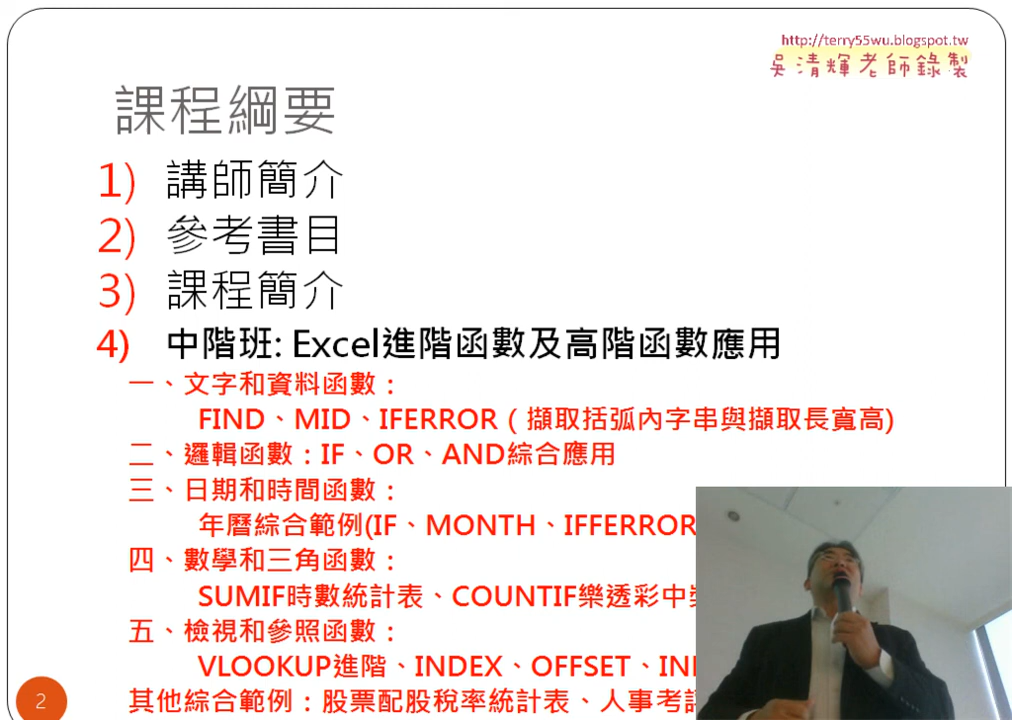 http://terry55wu.blogspot.tw
吳清輝老師錄製
課程綱要
1) 講師簡介
2) 參考書目
3) 課程簡介
4) 中階班: Excel進階函數及高階函數應用
一、文字和資料函數：
FIND、MID、IFERROR（擷取括弧內字串與擷取長寬高)
二、邏輯函數：IF、OR、AND綜合應用
三、日期和時間函數：
年曆綜合範例(IF、MONTH、IFFERROR
四、數學和三角函數：
SUMIF時數統計表、COUNTIF樂透彩中
五、檢視和參照函數：
VLOOKUP進階、INDEX、OFFSET、IN
其他綜合範例：股票配股稅率統計表、人事考
2